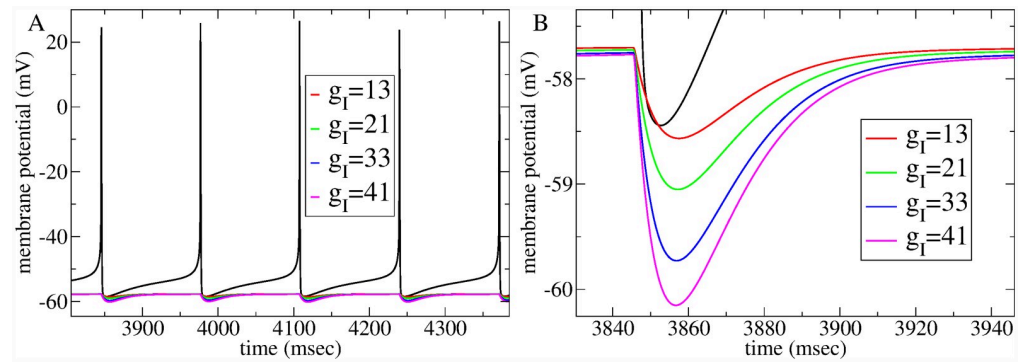 A
20
0
-20
-40
-60
membrane potential (mV)
g_I=13
g_I=21
g_I=33
g_I=41
3900 4000 4100 4200 4300
time (msec)
B
-58
-59
-60
membrane potential (mV)
g_I=13
g_I=21
g_I=33
g_I=41
3840 3860 3880 3900 3920 3940
time (msec)